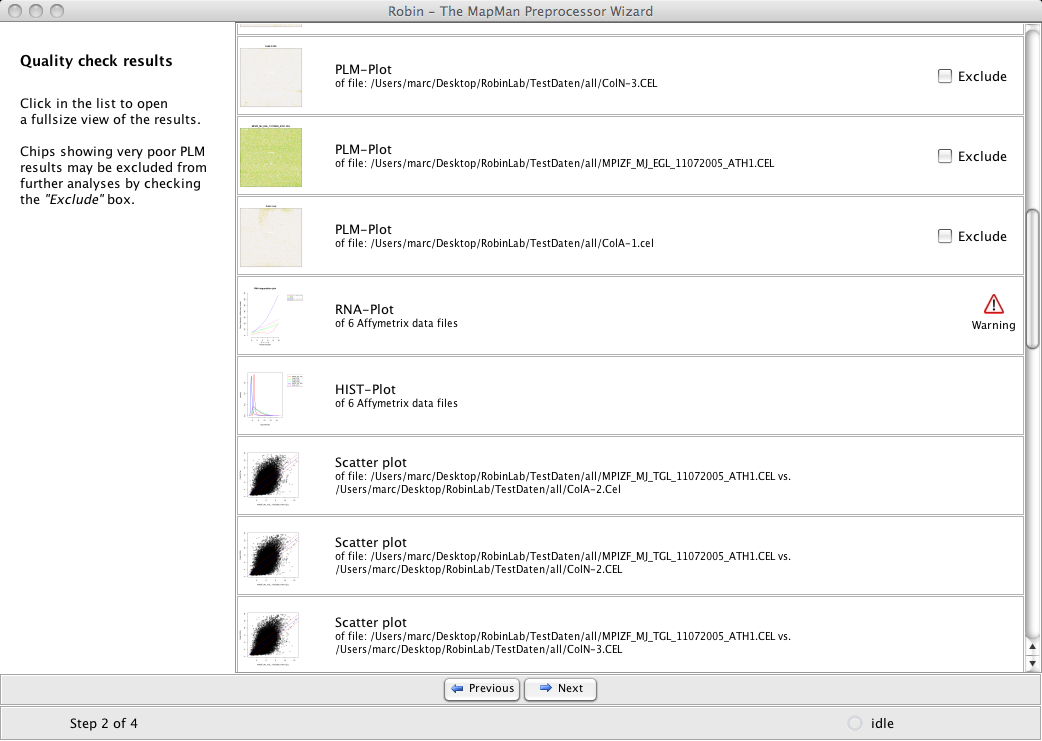 Robin – The MapMan Preprocessor Wizard
Quality check results
Click in the list to open
a fullsize view of the results.
Chips showing very poor PLM
results may be excluded from
further analyses by checking
the "Exclude" box.
PLM-Plot
of file: /Users/marc/Desktop/RobinLab/TestDaten/all/ColN-3.CEL
Exclude
PLM-Plot
of file: /Users/marc/Desktop/RobinLab/TestDaten/all/MPIZF_MJ_EGL_11072005_ATH1.CEL
Exclude
PLM-Plot
of file: /Users/marc/Desktop/RobinLab/TestDaten/all/ColA-1.cel
Exclude
RNA-Plot
of 6 Affymetrix data files
Warning
HIST-Plot
of 6 Affymetrix data files
Scatter plot
of file: /Users/marc/Desktop/RobinLab/TestDaten/all/MPIZF_MJ_TGL_11072005_ATH1.CEL vs.
/Users/marc/Desktop/RobinLab/TestDaten/all/ColA-2.Cel
Scatter plot
of file: /Users/marc/Desktop/RobinLab/TestDaten/all/MPIZF_MJ_TGL_11072005_ATH1.CEL vs.
/Users/marc/Desktop/RobinLab/TestDaten/all/ColN-2.CEL
Scatter plot
of file: /Users/marc/Desktop/RobinLab/TestDaten/all/MPIZF_MJ_TGL_11072005_ATH1.CEL vs.
/Users/marc/Desktop/RobinLab/TestDaten/all/ColN-3.CEL
Previous
Next
Step 2 of 4
idle